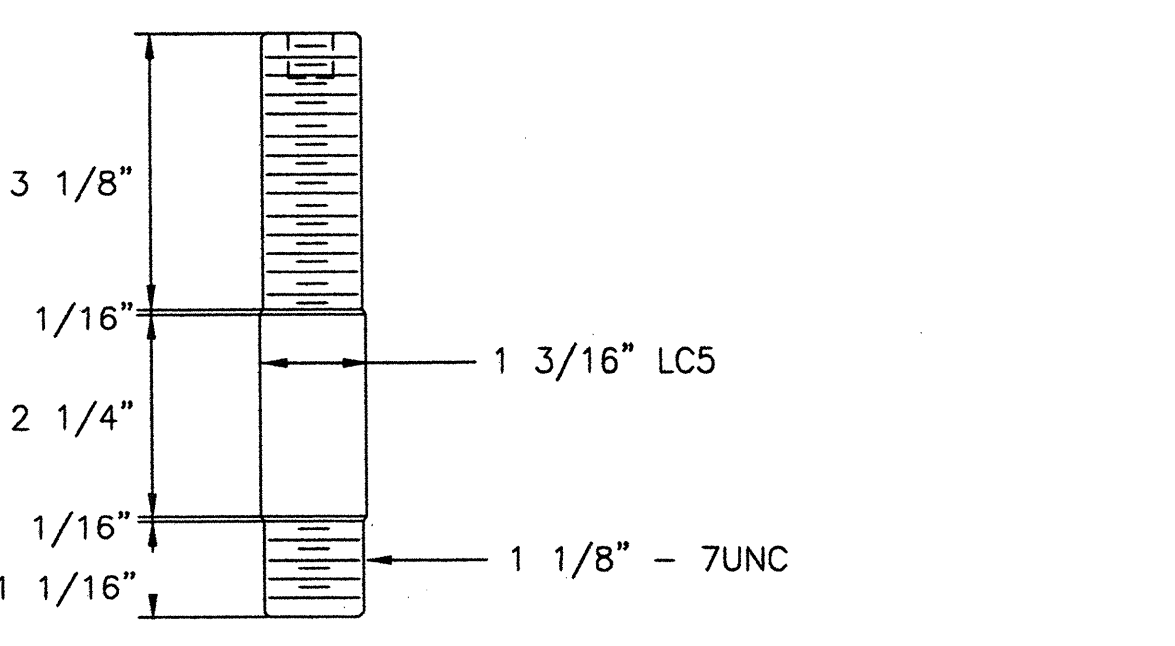 3 1/8”
1/16”
1 3/16” LC5
2 1/4”
1/16”
1 1/8” – 7UNC
1 1/16”